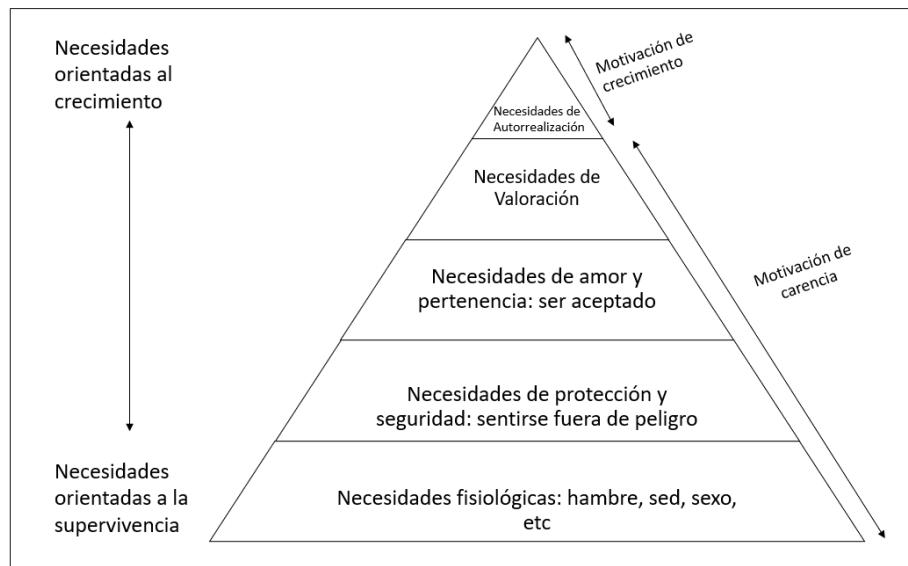 Necesidades
orientadas al
crecimiento
Motivación de
crecimiento
Necesidades de
Autorrealización
Necesidades de
Valoración
Necesidades de amor y
pertenencia: ser aceptado
Motivación de
carencia
Necesidades de protección y
seguridad: sentirse fuera de peligro
Necesidades
orientadas a la
supervivencia
Necesidades fisiológicas: hambre, sed, sexo,
etc